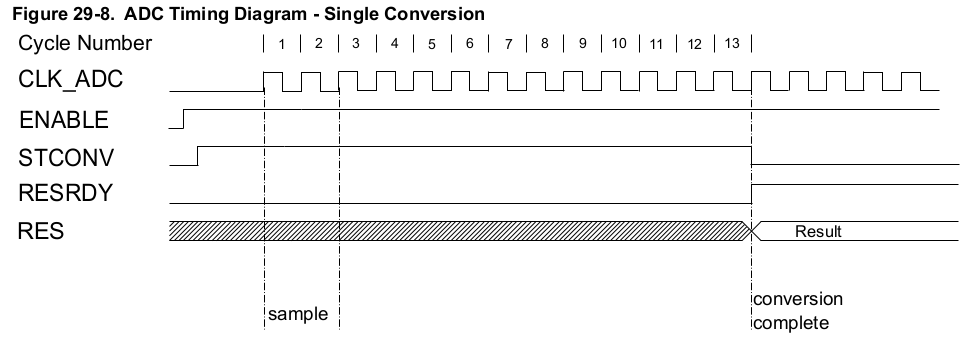 Figure 29-8. ADC Timing Diagram - Single Conversion
Cycle Number 1 2 3 4 5 6 7 8 9 10 11 12 13
CLK_ADC
ENABLE
STCONV
RESRDY
RES Result
sample
conversion
complete